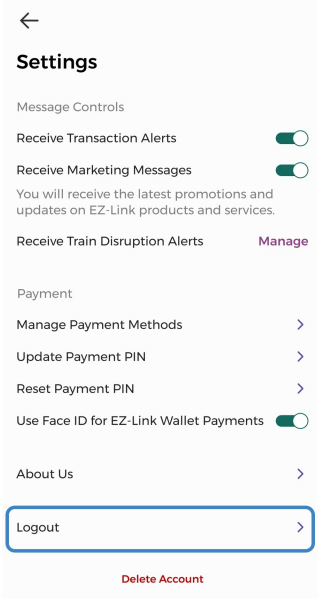 Settings
Message Controls
Receive Transaction Alerts
Receive Marketing Messages
You will receive the latest promotions and
updates on EZ-Link products and services.
Receive Train Disruption Alerts Manage
Payment
Manage Payment Methods
Update Payment PIN
Reset Payment PIN
Use Face ID for EZ-Link Wallet Payments
About Us
Logout
Delete Account